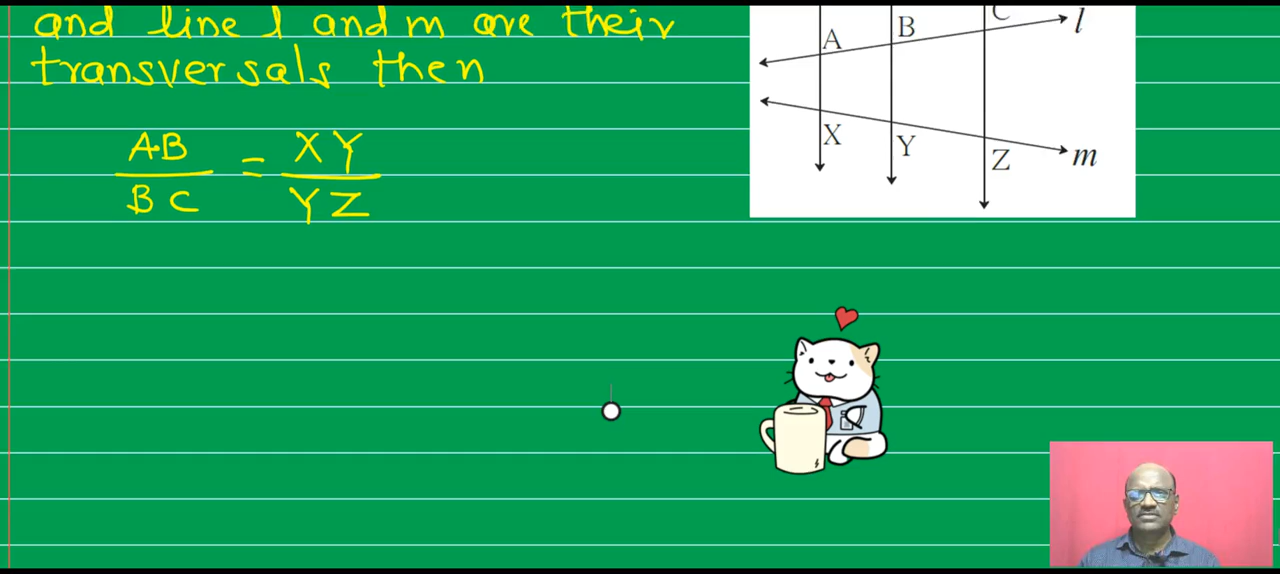 and line l and m are their
transversals then
AB/BC = XY/YZ
A B C l
X Y Z m